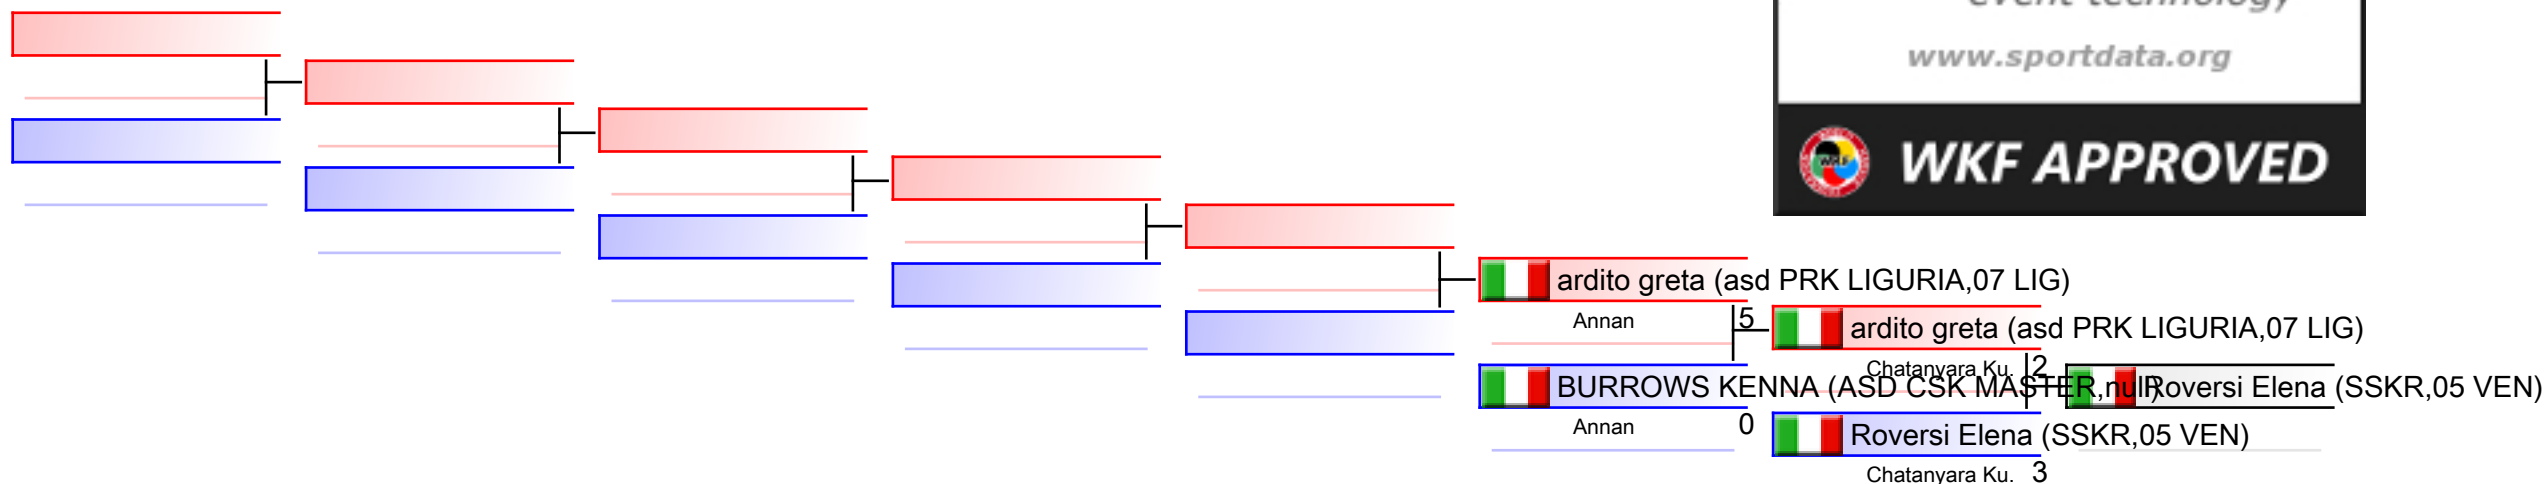 event technology
www.sportdata.org
WKF APPROVED
ardito greta (asd PRK LIGURIA,07 LIG)
Annan
5
ardito greta (asd PRK LIGURIA,07 LIG)
Chatanyara Ku.
2
BURROWS KENNA (ASD CSK MASTER,null)
Roversi Elena (SSKR,05 VEN)
Annan
0
Roversi Elena (SSKR,05 VEN)
Chatanyara Ku.
3